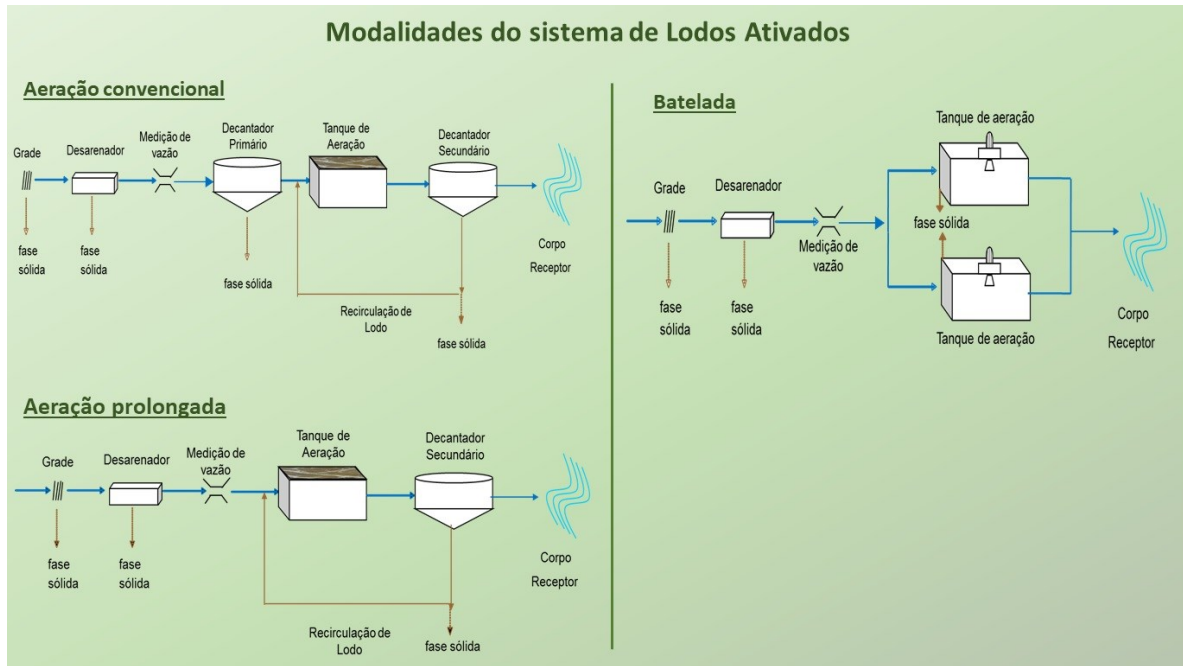 Modalidades do sistema de Lodos Ativados
Aeração convencional
Grade
Desarenador
Medição de
vazão
Decantador
Primário
Tanque de
Aeração
Decantador
Secundário
fase
sólida
fase
sólida
fase sólida
Recirculação de
Lodo
fase sólida
Corpo
Receptor
Aeração prolongada
Grade
Desarenador
Medição de
vazão
Tanque de
Aeração
Decantador
Secundário
fase
sólida
fase
sólida
Recirculação de
Lodo
fase sólida
Corpo
Receptor
Batelada
Grade
Desarenador
Medição de
vazão
Tanque de aeração
fase sólida
Tanque de aeração
fase
sólida
fase
sólida
Corpo
Receptor